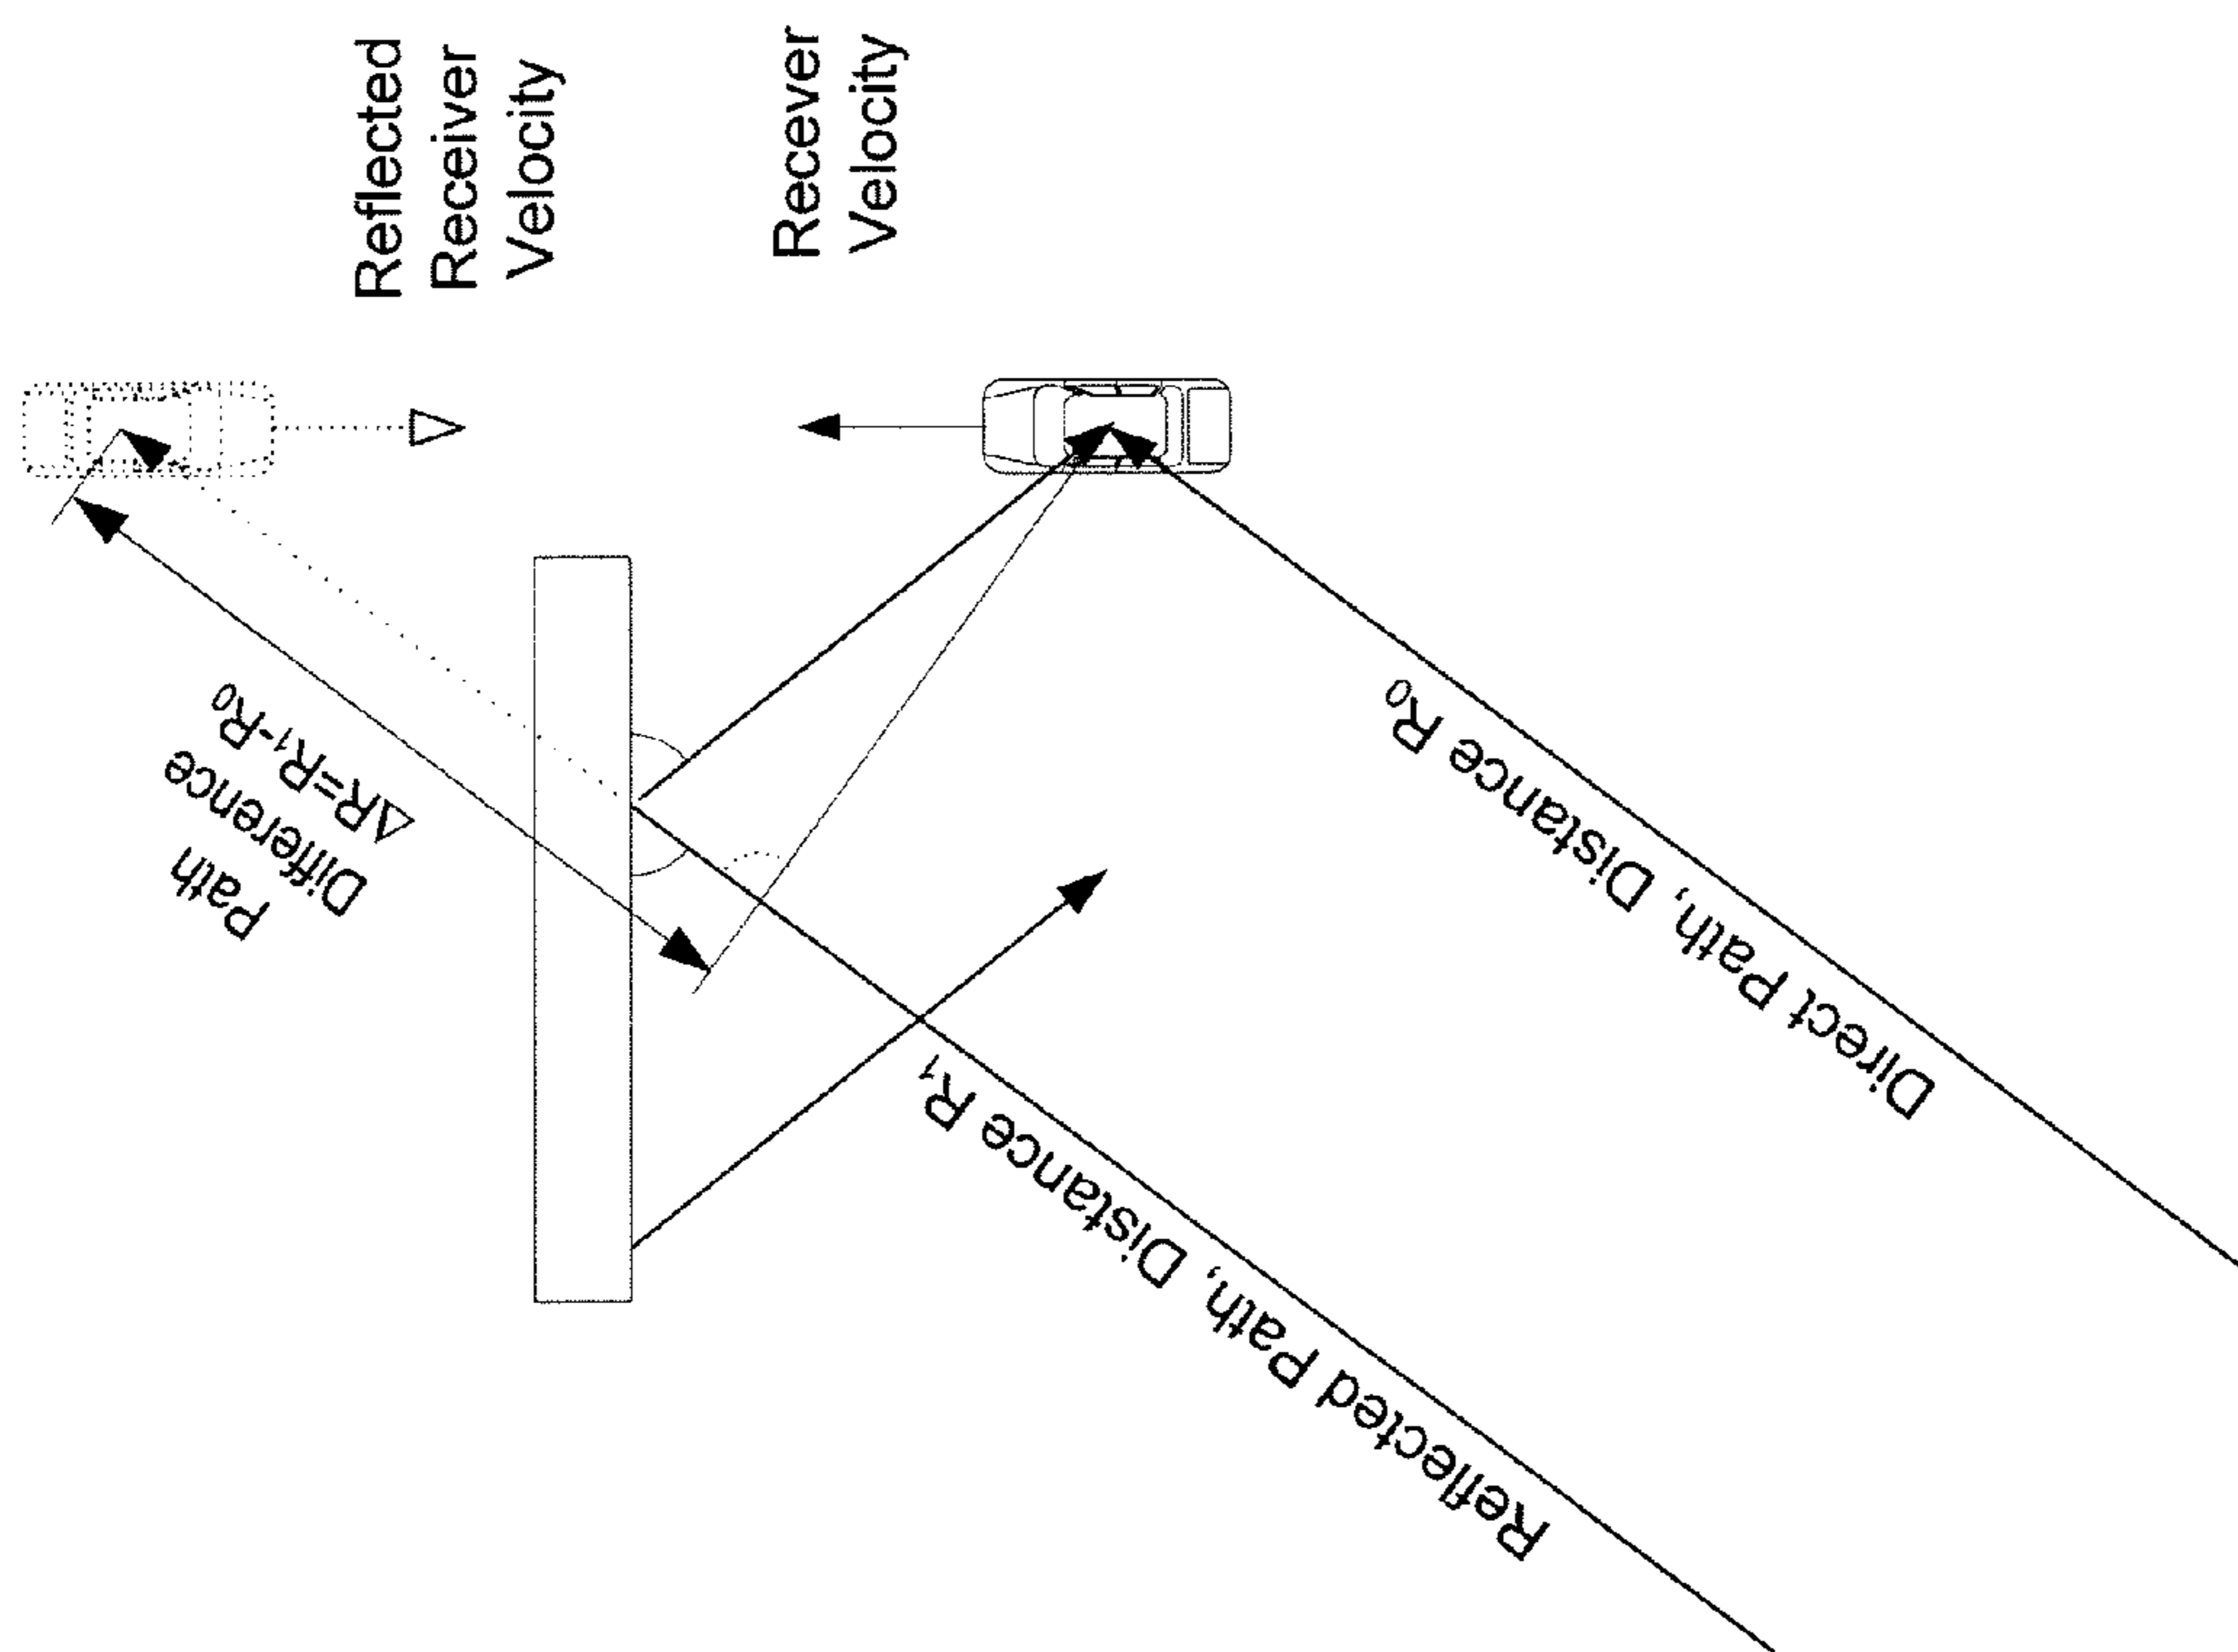 Reflected
Receiver
Velocity
Recever
Velocity
Path
Difference
ΔR=R₁-R₀
Direct Path, Distance R₀
Reflected Path, Distance R₁